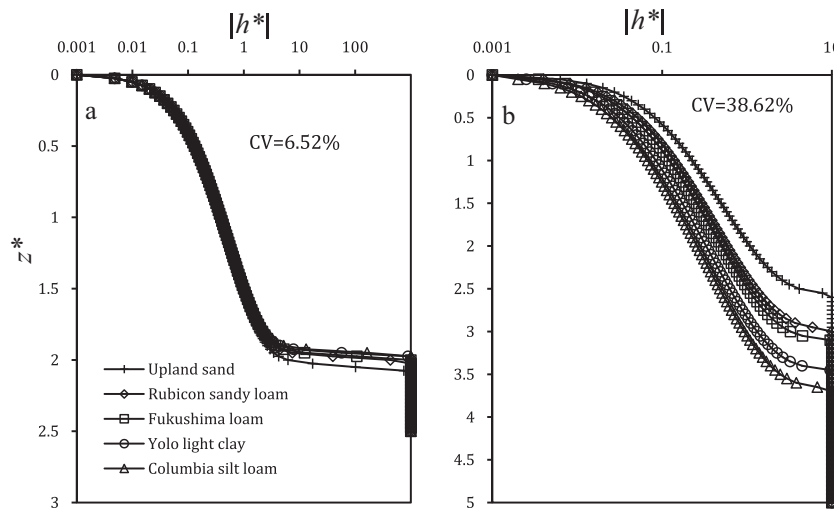 |h*|
0.001 0.01 0.1 1 10 100
0
0.5
1
1.5
2
2.5
3
z*
a
CV=6.52%
Upland sand
Rubicon sandy loam
Fukushima loam
Yolo light clay
Columbia silt loam
|h*|
0.001 0.1 10
0
0.5
1
1.5
2
2.5
3
3.5
4
4.5
5
b
CV=38.62%